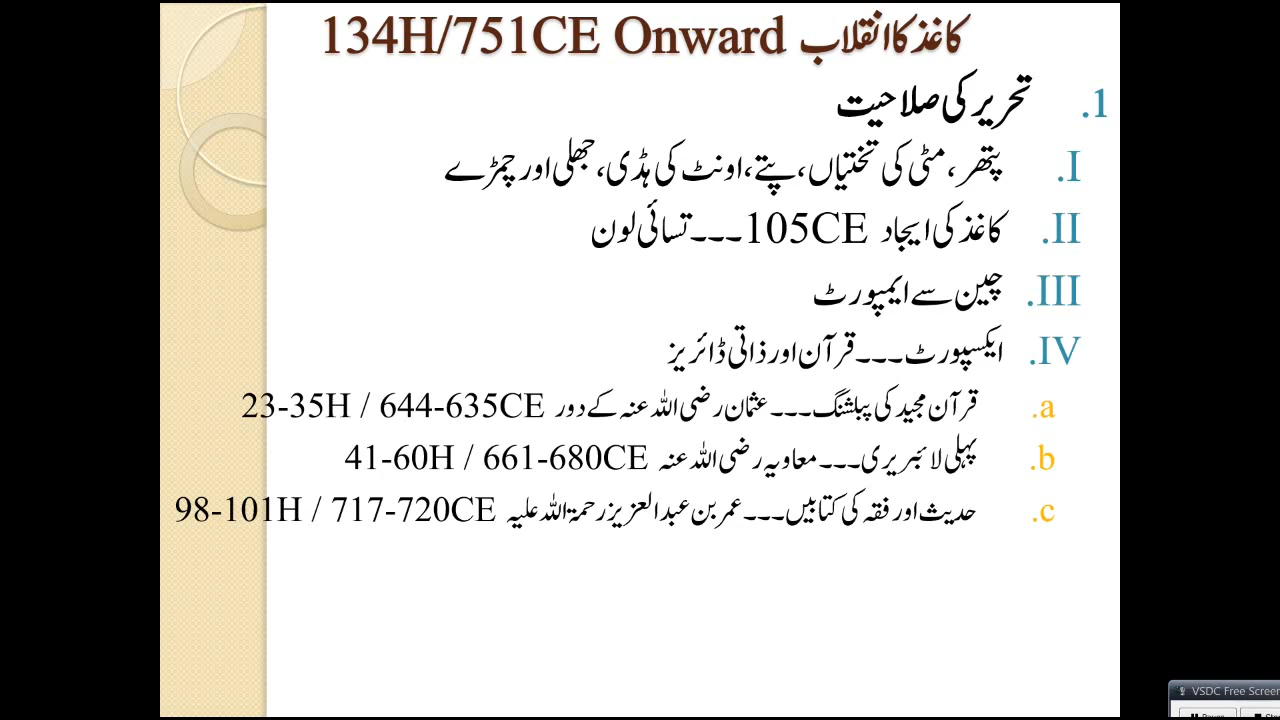 کاغذ کا انقلاب 134H/751CE Onward
1. تحریر کی صلاحیت
I. پتھر، مٹی کی تختیاں، پتے، اونٹ کی ہڈی، جھلی اور چمڑے
II. کاغذ کی ایجاد 105CE۔۔۔ تسائی لون
III. چین سے ایمپورٹ
IV. ایکسپورٹ۔۔۔ قرآن اور ذاتی ڈائریز
a. قرآن مجید کی پبلشنگ۔۔۔ عثمان رضی اللہ عنہ کے دور 23-35H / 644-635CE
b. پہلی لائبریری۔۔۔ معاویہ رضی اللہ عنہ 41-60H / 661-680CE
c. حدیث اور فقہ کی کتابیں۔۔۔ عمر بن عبد العزیز رحمۃ اللہ علیہ 98-101H / 717-720CE
VSDC Free Screen